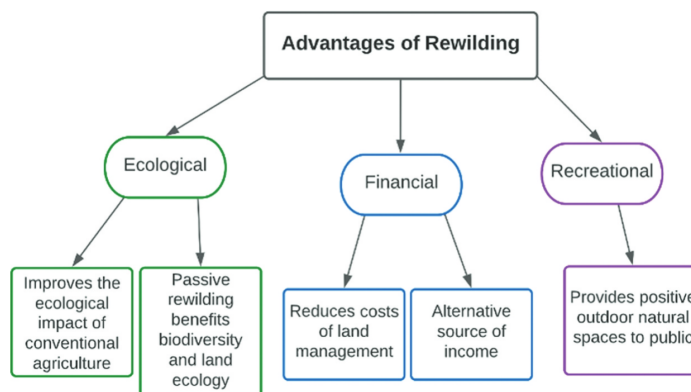 Advantages of Rewilding
Ecological
Financial
Recreational
Improves the
ecological
impact of
conventional
agriculture
Passive
rewilding
benefits
biodiversity
and land
ecology
Reduces costs
of land
management
Alternative
source of
income
Provides positive
outdoor natural
spaces to public